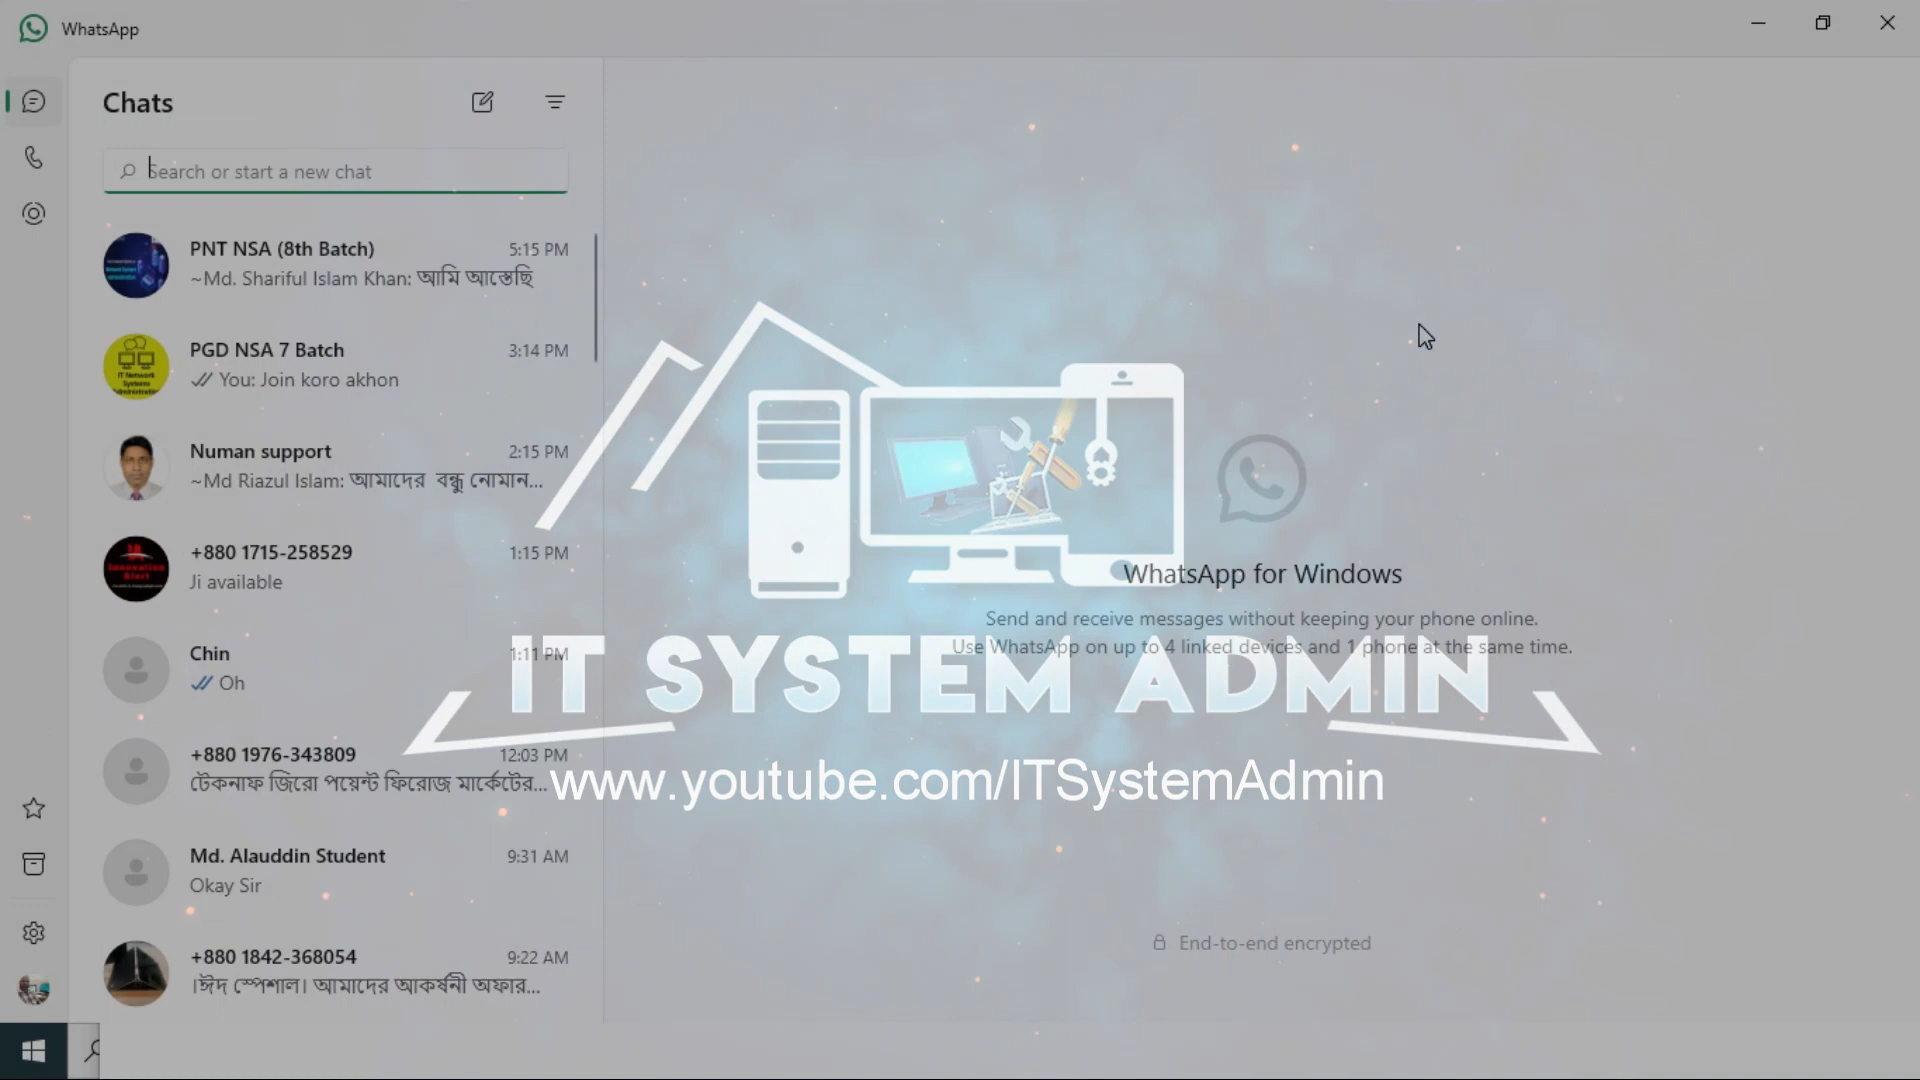 WhatsApp
Chats
Search or start a new chat
PNT NSA (8th Batch) 5:15 PM
~Md. Shariful Islam Khan: আমি আস্তেছি
PGD NSA 7 Batch 3:14 PM
You: Join koro akhon
Numan support 2:15 PM
~Md Riazul Islam: আমাদের বন্ধু নোমান...
+880 1715-258529 1:15 PM
Ji available
Chin 1:11 PM
Oh
+880 1976-343809 12:03 PM
টেকনাফ জিরো পয়েন্ট ফিরোজ মার্কেটের...
Md. Alauddin Student 9:31 AM
Okay Sir
+880 1842-368054 9:22 AM
।ঈদ স্পেশাল। আমাদের আকর্ষনী অফার...
WhatsApp for Windows
Send and receive messages without keeping your phone online.
Use WhatsApp on up to 4 linked devices and 1 phone at the same time.
IT SYSTEM ADMIN
www.youtube.com/ITSystemAdmin
End-to-end encrypted